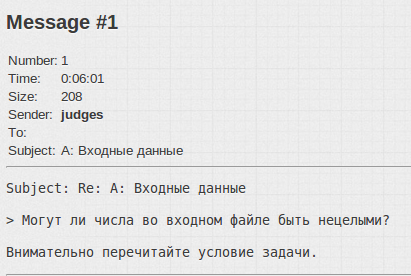 Message #1
Number: 1
Time: 0:06:01
Size: 208
Sender: judges
To:
Subject: A: Входные данные
Subject: Re: A: Входные данные
> Могут ли числа во входном файле быть нецелыми?
Внимательно перечитайте условие задачи.